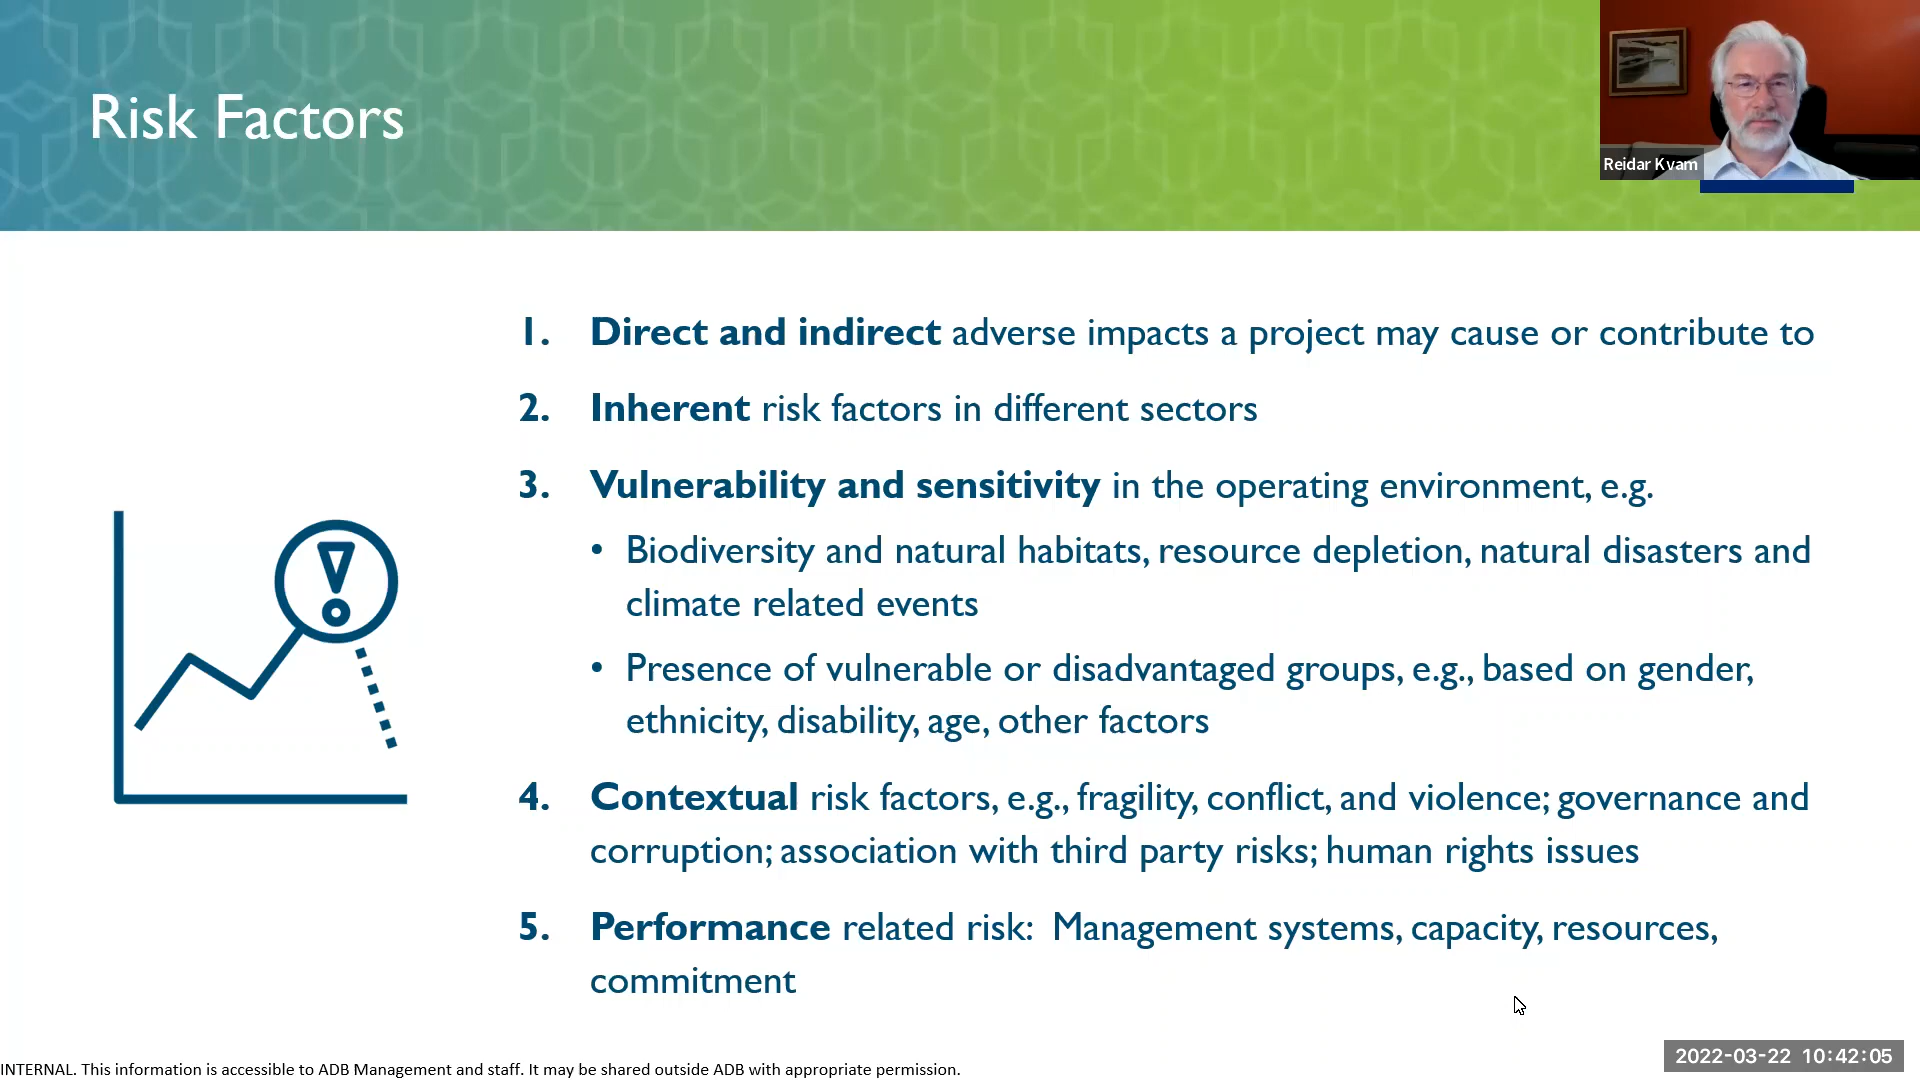 Risk Factors
Reidar Kvam
1. Direct and indirect adverse impacts a project may cause or contribute to
2. Inherent risk factors in different sectors
3. Vulnerability and sensitivity in the operating environment, e.g.
• Biodiversity and natural habitats, resource depletion, natural disasters and
climate related events
• Presence of vulnerable or disadvantaged groups, e.g., based on gender,
ethnicity, disability, age, other factors
4. Contextual risk factors, e.g., fragility, conflict, and violence; governance and
corruption; association with third party risks; human rights issues
5. Performance related risk: Management systems, capacity, resources,
commitment
INTERNAL. This information is accessible to ADB Management and staff. It may be shared outside ADB with appropriate permission.
2022-03-22 10:42:05